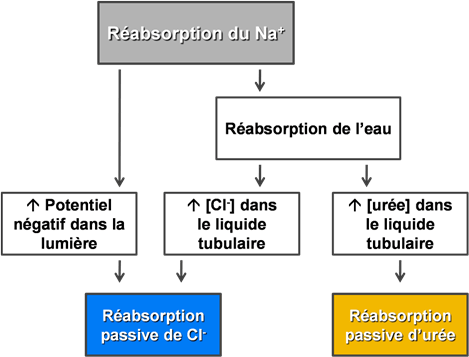 Réabsorption du Na⁺
Réabsorption de l'eau
↑ Potentiel
négatif dans la
lumière
↑ [Cl⁻] dans
le liquide
tubulaire
↑ [urée] dans
le liquide
tubulaire
Réabsorption
passive de Cl⁻
Réabsorption
passive d'urée